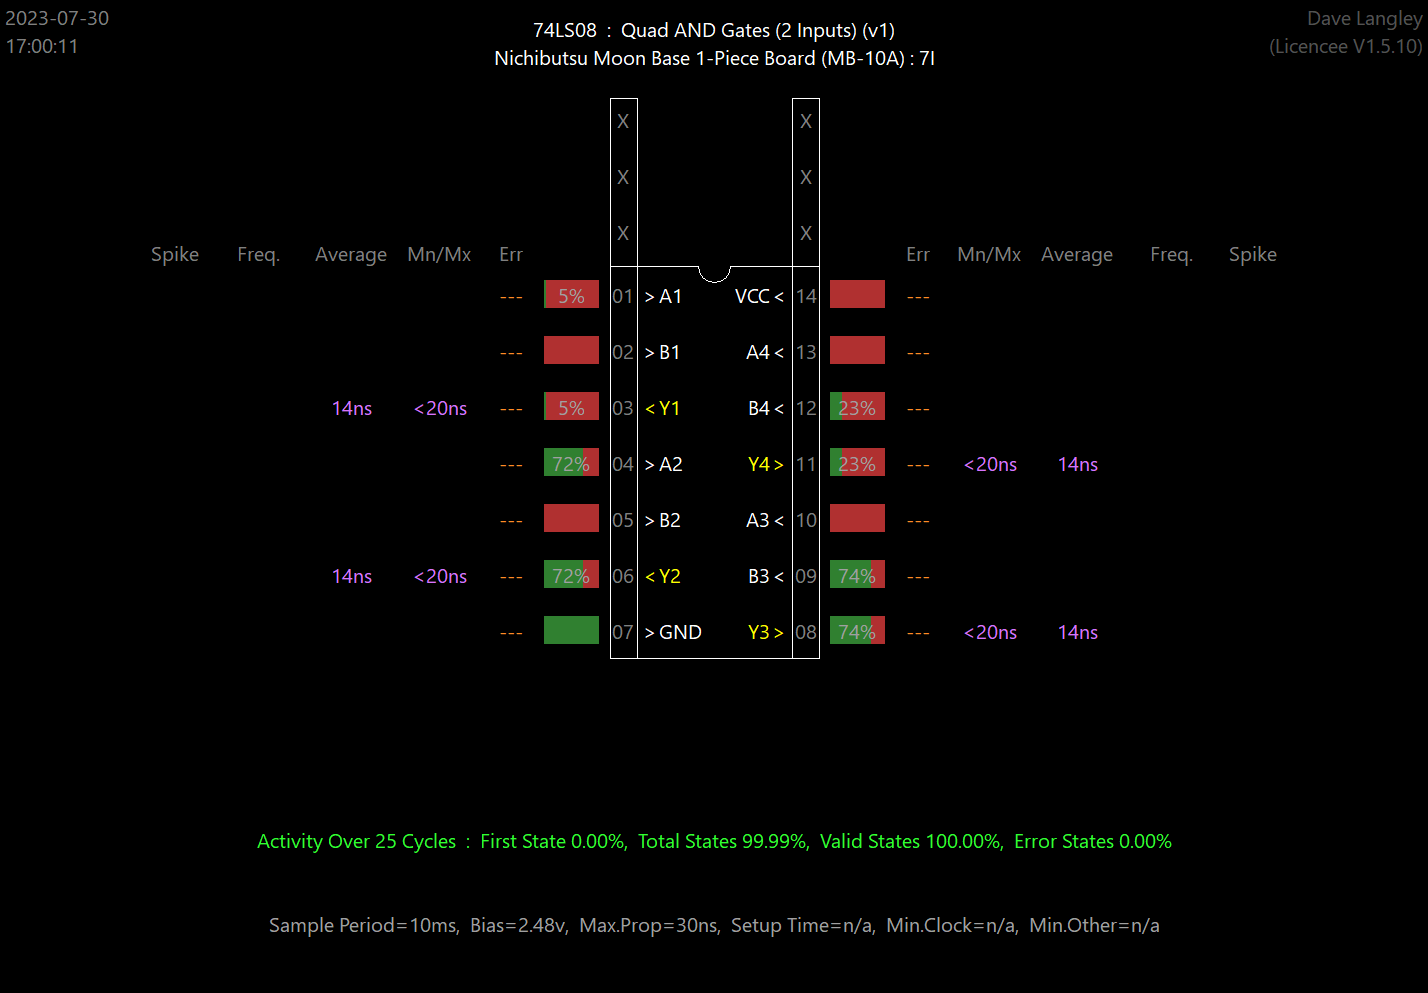 2023-07-30
17:00:11
74LS08 : Quad AND Gates (2 Inputs) (v1)
Nichibutsu Moon Base 1-Piece Board (MB-10A) : 7I
Dave Langley
(Licencee V1.5.10)
X X
X X
X X
Spike Freq. Average Mn/Mx Err Err Mn/Mx Average Freq. Spike
--- 5% 01 > A1 VCC < 14 ---
--- 02 > B1 A4 < 13 ---
14ns <20ns --- 5% 03 < Y1 B4 < 12 23% ---
--- 72% 04 > A2 Y4 > 11 23% --- <20ns 14ns
--- 05 > B2 A3 < 10 ---
14ns <20ns --- 72% 06 < Y2 B3 < 09 74% ---
--- 07 > GND Y3 > 08 74% --- <20ns 14ns
Activity Over 25 Cycles : First State 0.00%, Total States 99.99%, Valid States 100.00%, Error States 0.00%
Sample Period=10ms, Bias=2.48v, Max.Prop=30ns, Setup Time=n/a, Min.Clock=n/a, Min.Other=n/a